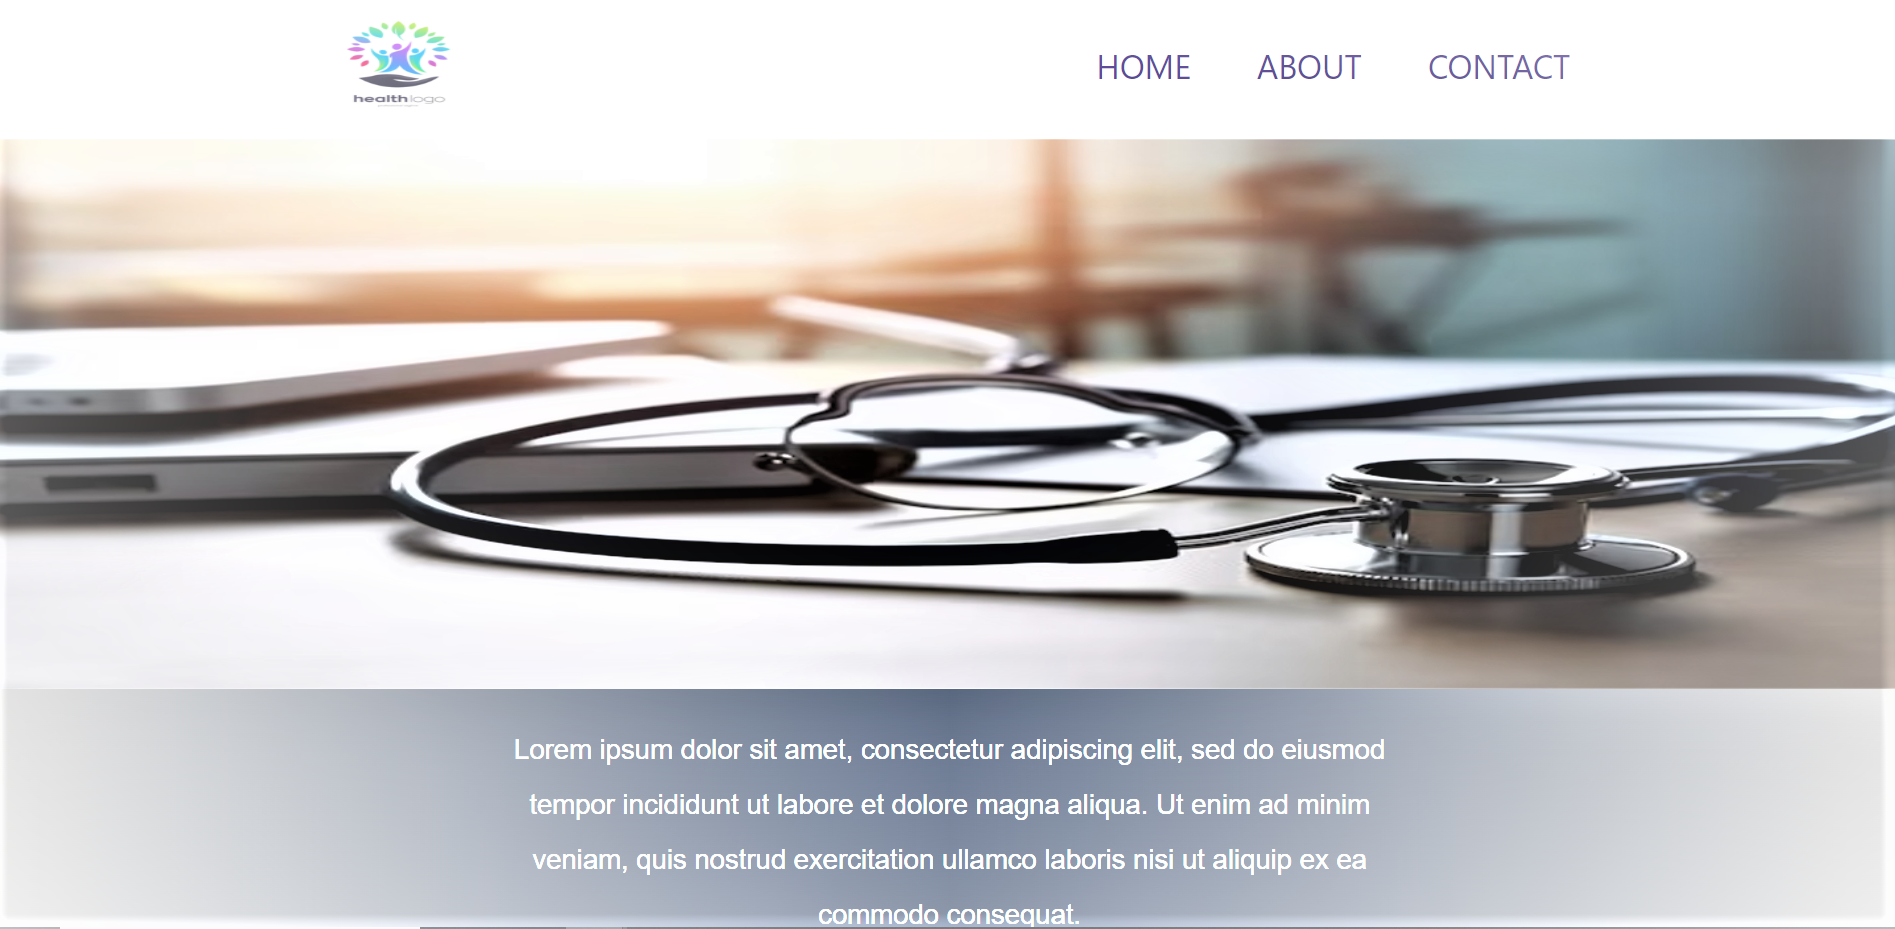 healthlogo
HOME ABOUT CONTACT
Lorem ipsum dolor sit amet, consectetur adipiscing elit, sed do eiusmod
tempor incididunt ut labore et dolore magna aliqua. Ut enim ad minim
veniam, quis nostrud exercitation ullamco laboris nisi ut aliquip ex ea
commodo consequat.